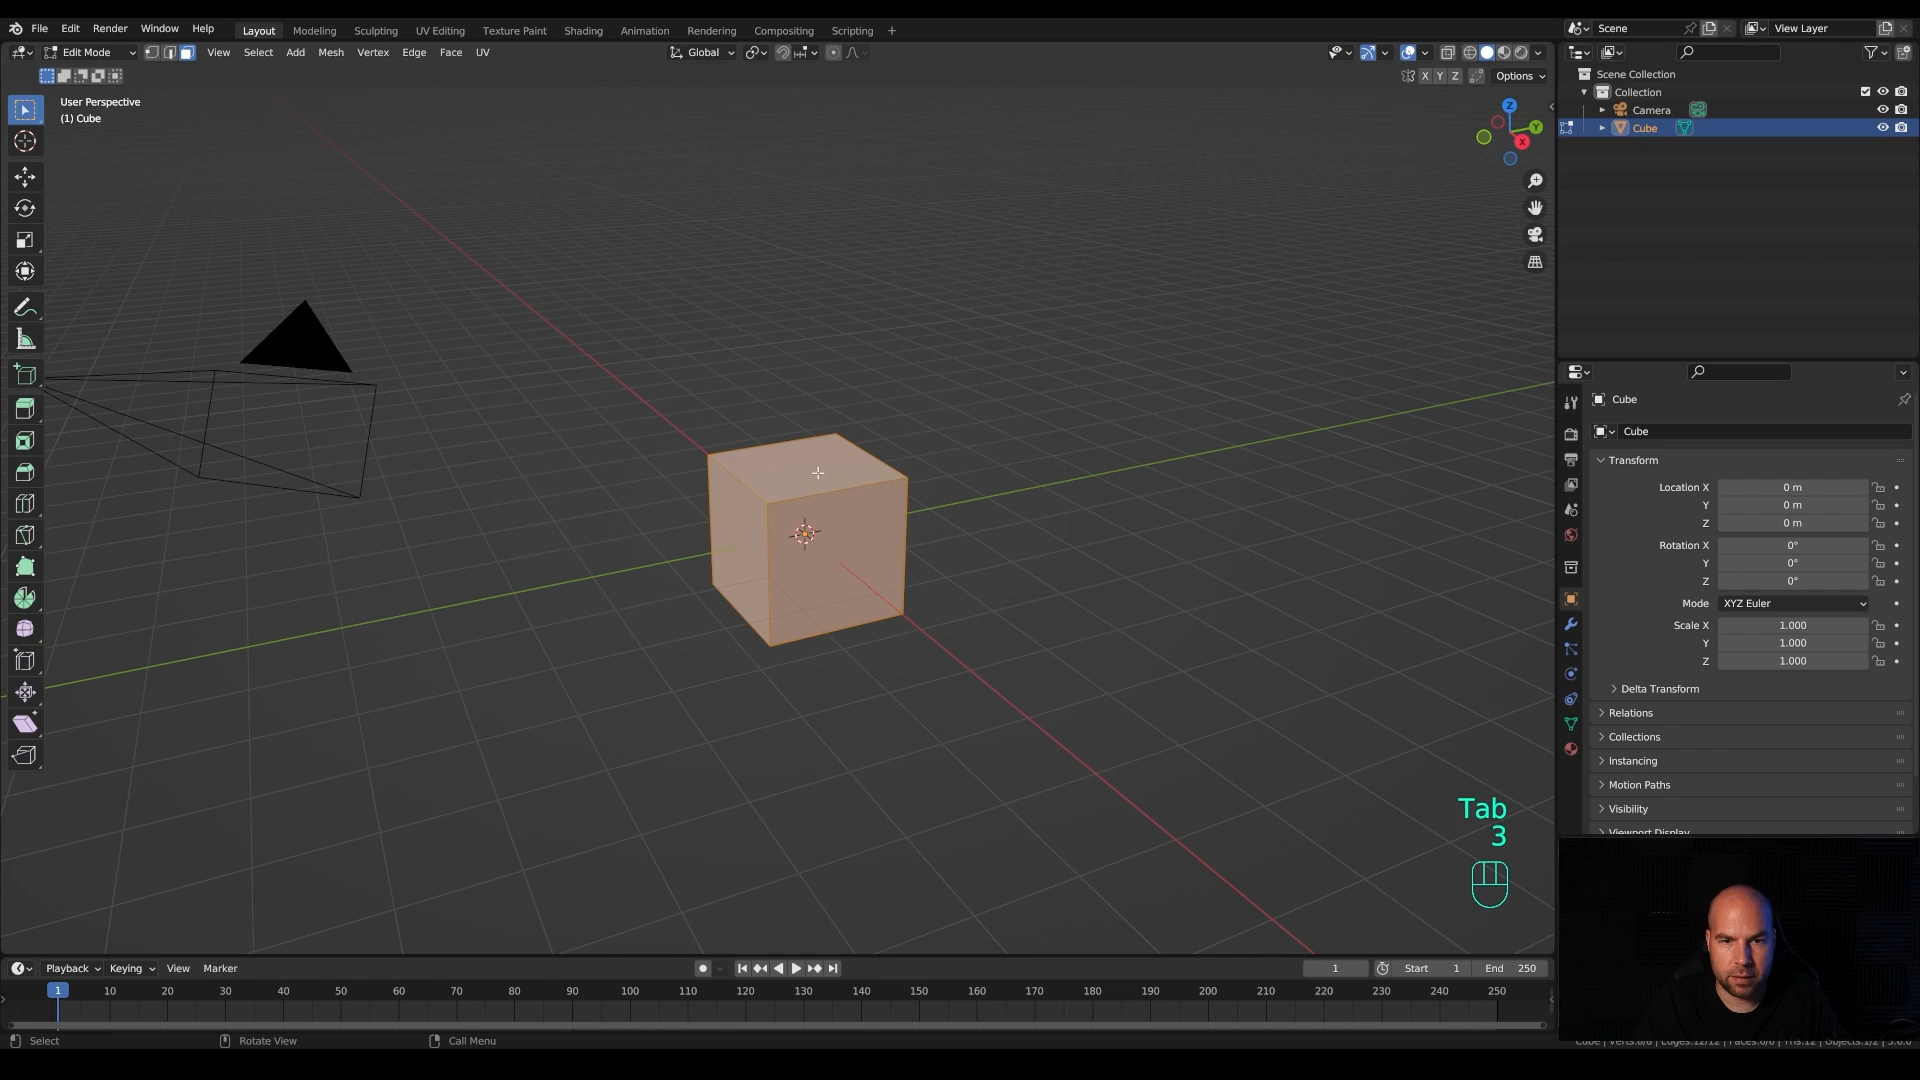 File Edit Render Window Help Layout Modeling Sculpting UV Editing Texture Paint Shading Animation Rendering Compositing Scripting + Scene View Layer
Edit Mode View Select Add Mesh Vertex Edge Face UV Global
X Y Z Options
User Perspective
(1) Cube
Z
Y
X
Scene Collection
Collection
Camera
Cube
Cube
Cube
Transform
Location X 0 m
Y 0 m
Z 0 m
Rotation X 0°
Y 0°
Z 0°
Mode XYZ Euler
Scale X 1.000
Y 1.000
Z 1.000
Delta Transform
Relations
Collections
Instancing
Motion Paths
Visibility
Viewport Display
Tab
3
Playback Keying View Marker 1 Start 1 End 250
1 10 20 30 40 50 60 70 80 90 100 110 120 130 140 150 160 170 180 190 200 210 220 230 240 250
Select Rotate View Call Menu